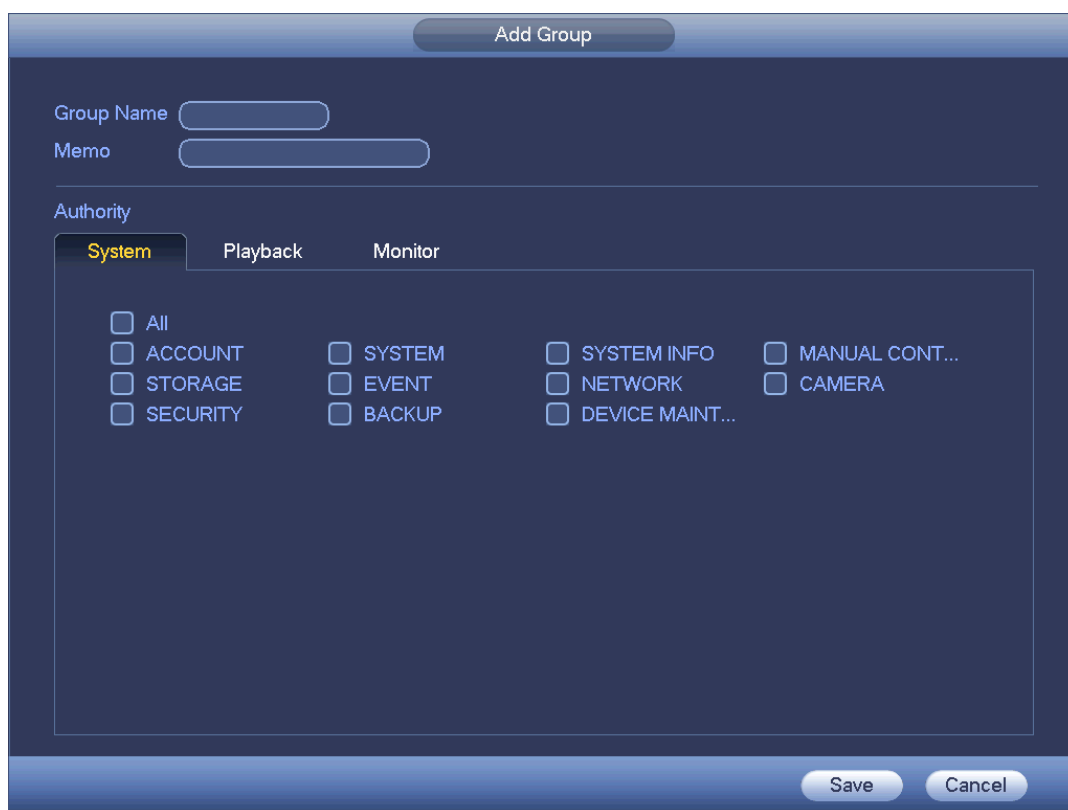 Add Group
Group Name
Memo
Authority
System Playback Monitor
All
ACCOUNT SYSTEM SYSTEM INFO MANUAL CONT...
STORAGE EVENT NETWORK CAMERA
SECURITY BACKUP DEVICE MAINT...
Save Cancel